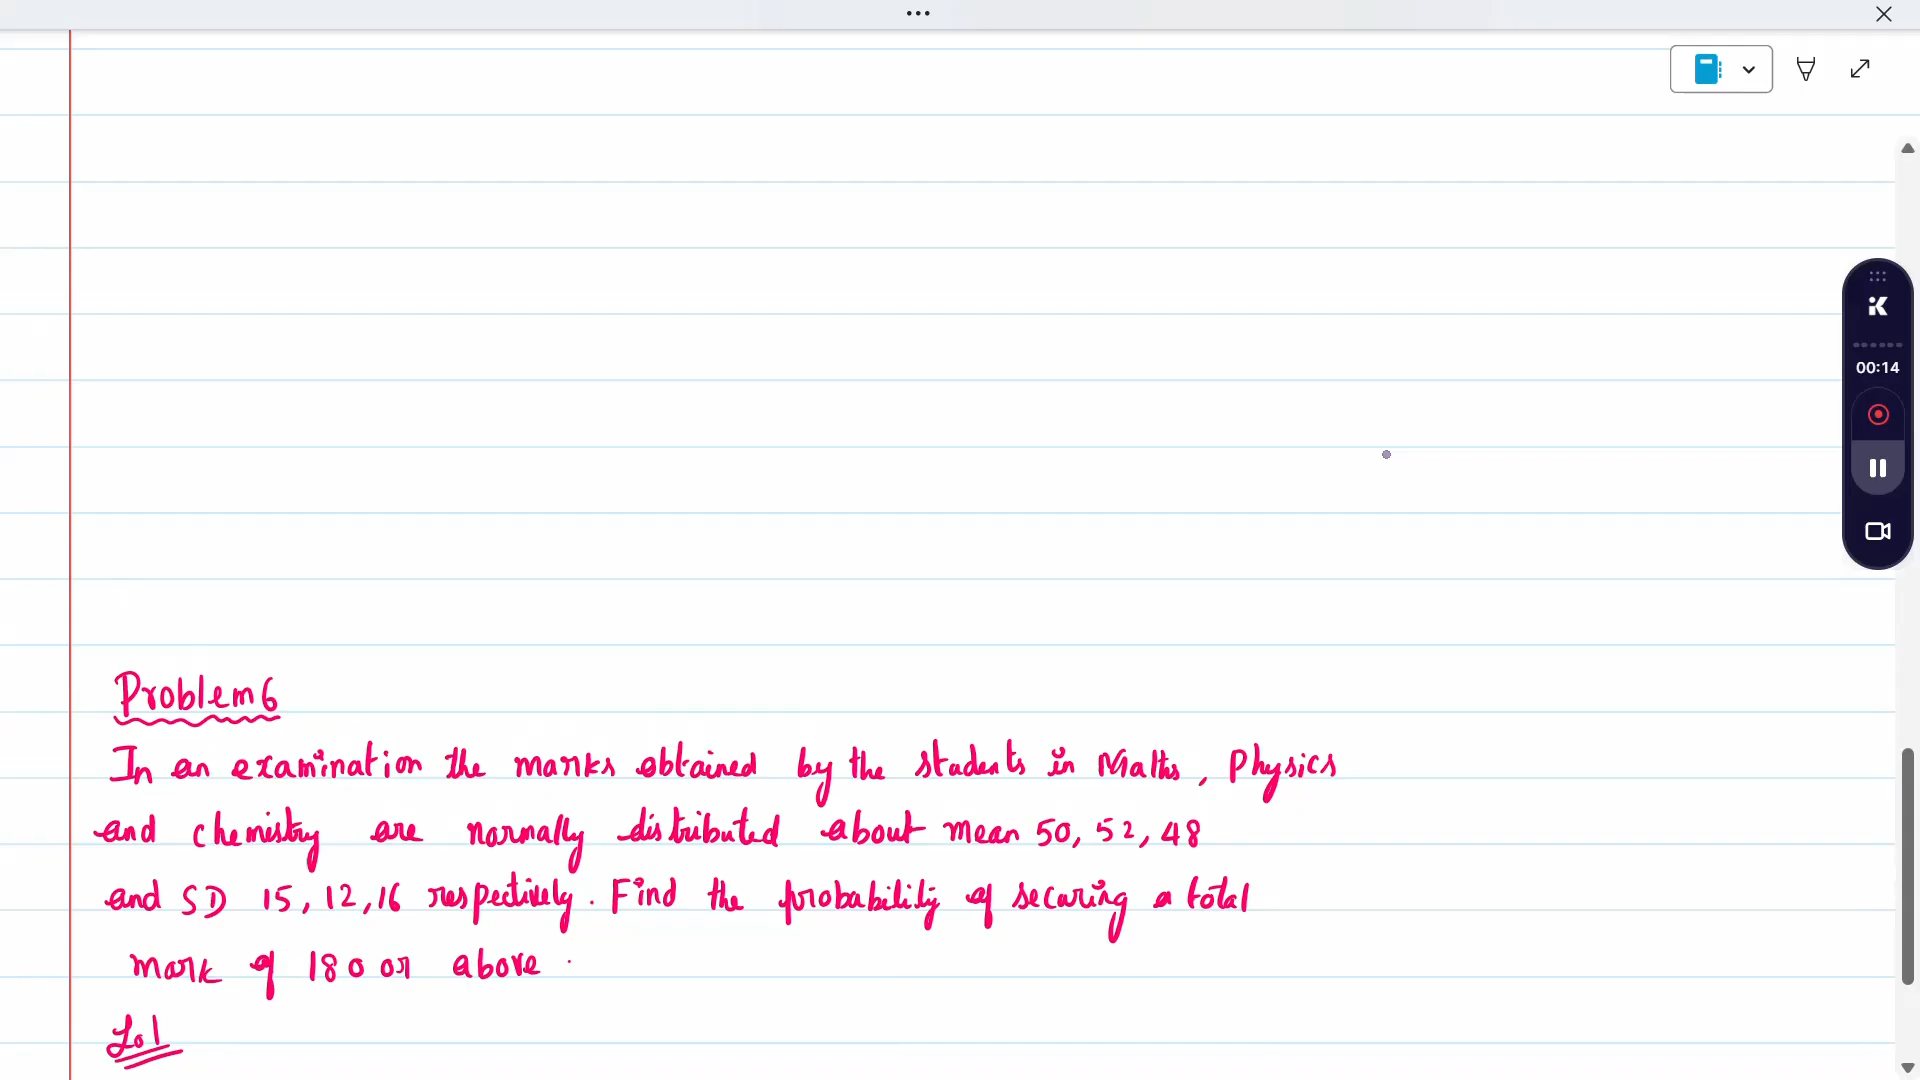 00:14
Problem 6
In an examination the marks obtained by the students in Maths, Physics
and chemistry are normally distributed about mean 50, 52, 48
and SD 15, 12, 16 respectively. Find the probability of securing a total
mark of 180 or above.
Sol